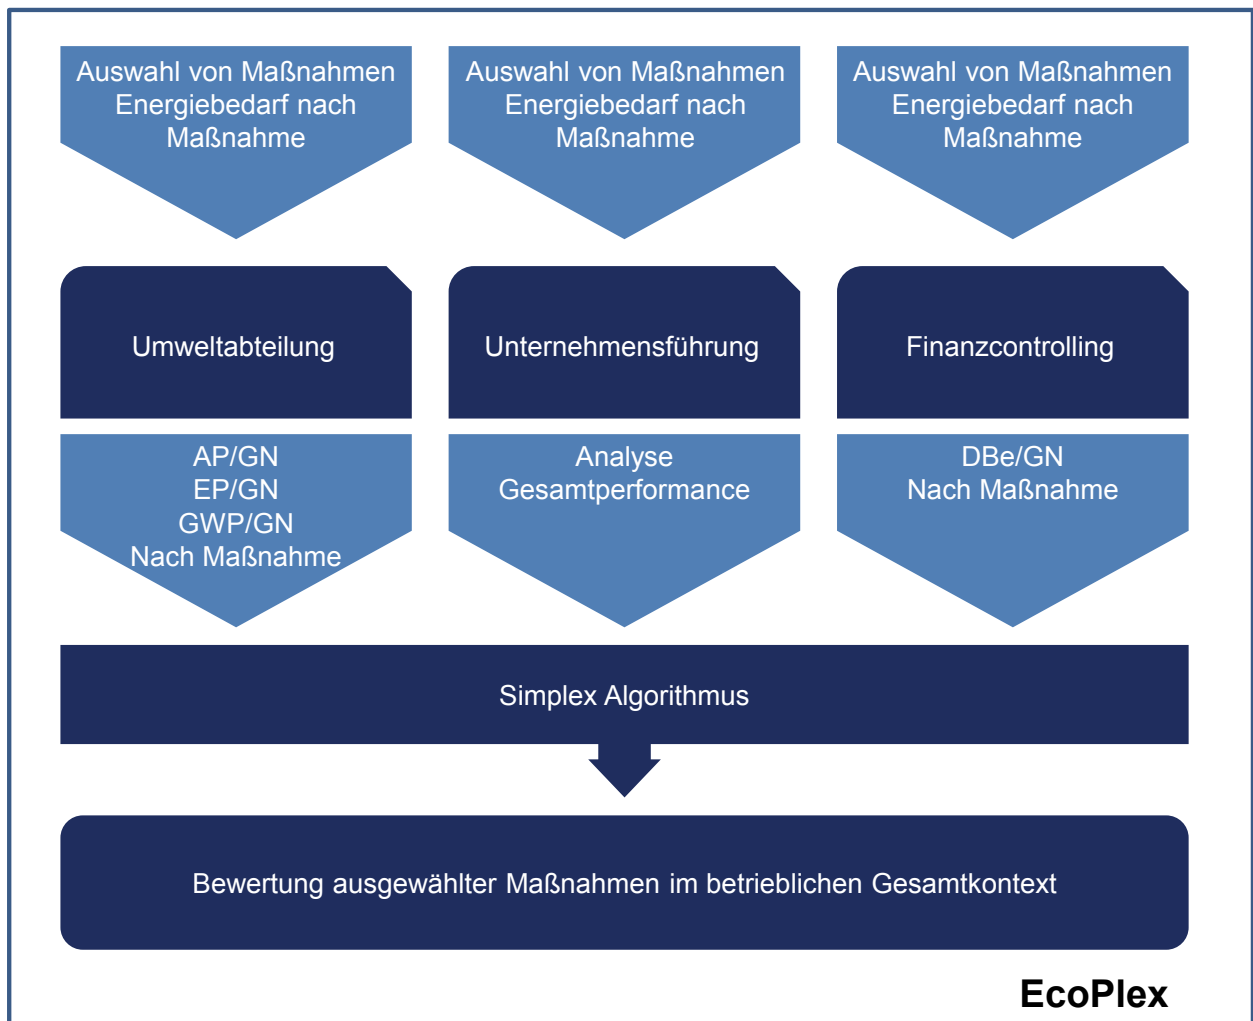 Auswahl von Maßnahmen
Energiebedarf nach
Maßnahme
Auswahl von Maßnahmen
Energiebedarf nach
Maßnahme
Auswahl von Maßnahmen
Energiebedarf nach
Maßnahme
Umweltabteilung
Unternehmensführung
Finanzcontrolling
AP/GN
EP/GN
GWP/GN
Nach Maßnahme
Analyse
Gesamtperformance
DBe/GN
Nach Maßnahme
Simplex Algorithmus
Bewertung ausgewählter Maßnahmen im betrieblichen Gesamtkontext
EcoPlex